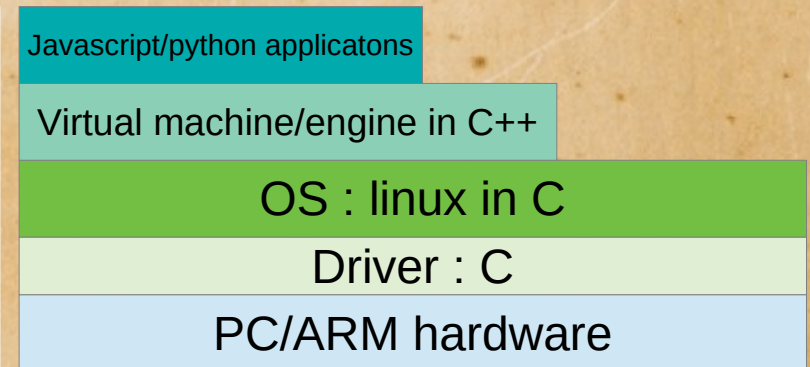 Javascript/python applicatons
Virtual machine/engine in C++
OS : linux in C
Driver : C
PC/ARM hardware